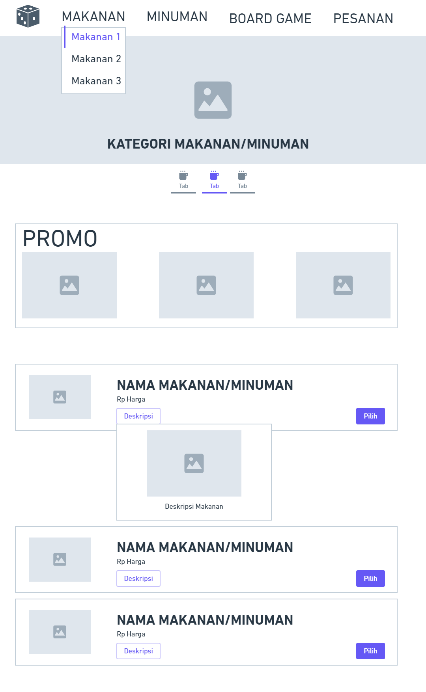 MAKANAN
MINUMAN
BOARD GAME
PESANAN
Makanan 1
Makanan 2
Makanan 3
KATEGORI MAKANAN/MINUMAN
Tab
Tab
Tab
PROMO
NAMA MAKANAN/MINUMAN
Rp Harga
Deskripsi
Pilih
Deskripsi Makanan
NAMA MAKANAN/MINUMAN
Rp Harga
Deskripsi
Pilih
NAMA MAKANAN/MINUMAN
Rp Harga
Deskripsi
Pilih